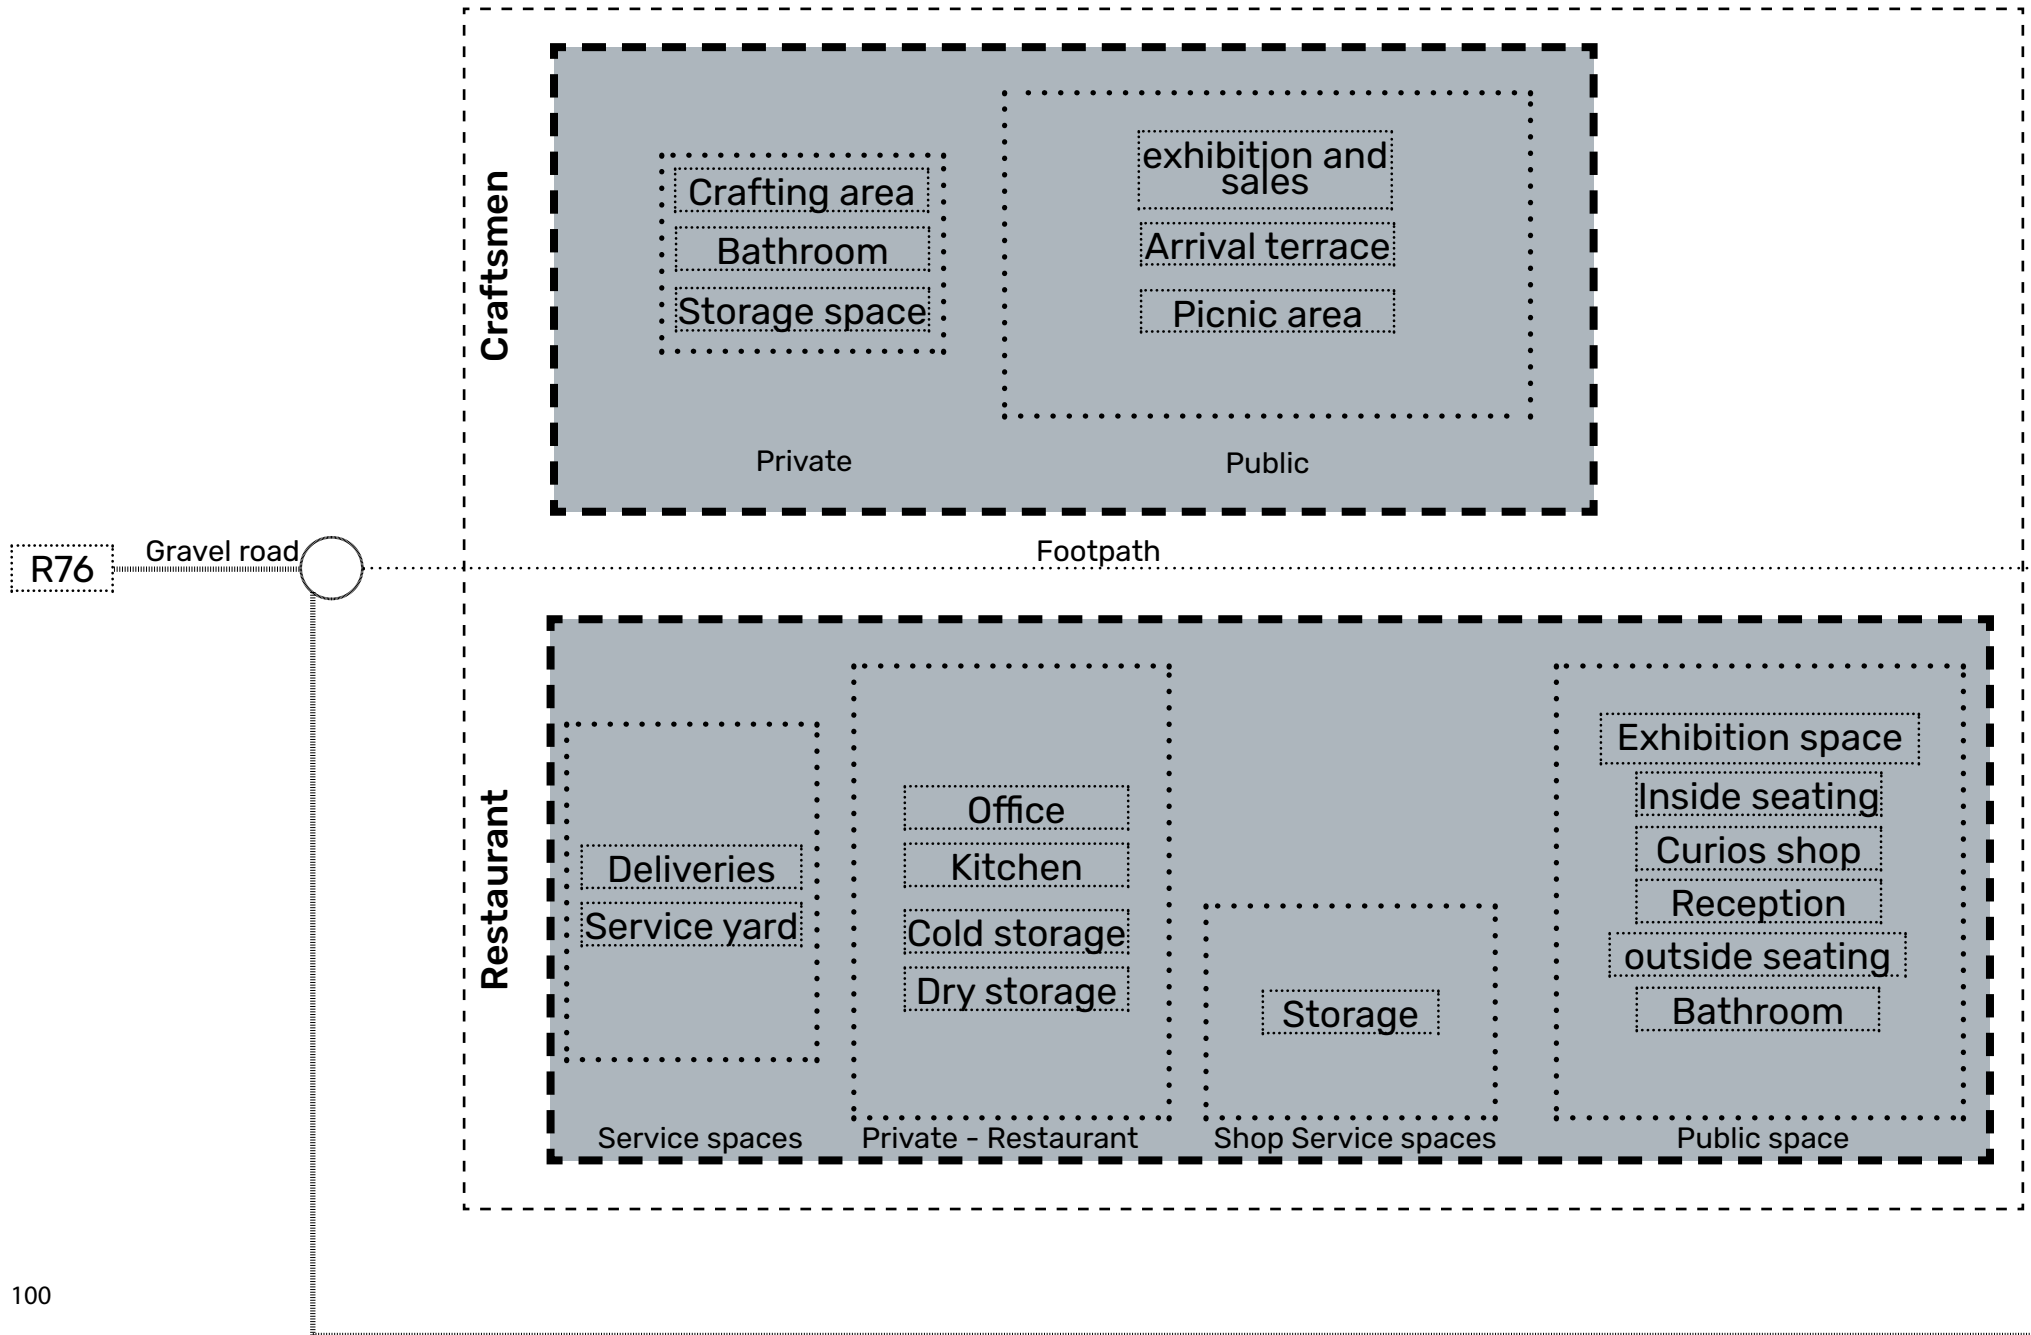 Craftsmen
Crafting area
Bathroom
Storage space
Private
exhibition and
sales
Arrival terrace
Picnic area
Public
R76
Gravel road
Footpath
Restaurant
Deliveries
Service yard
Service spaces
Office
Kitchen
Cold storage
Dry storage
Private - Restaurant
Storage
Shop Service spaces
Exhibition space
Inside seating
Curios shop
Reception
outside seating
Bathroom
Public space
100